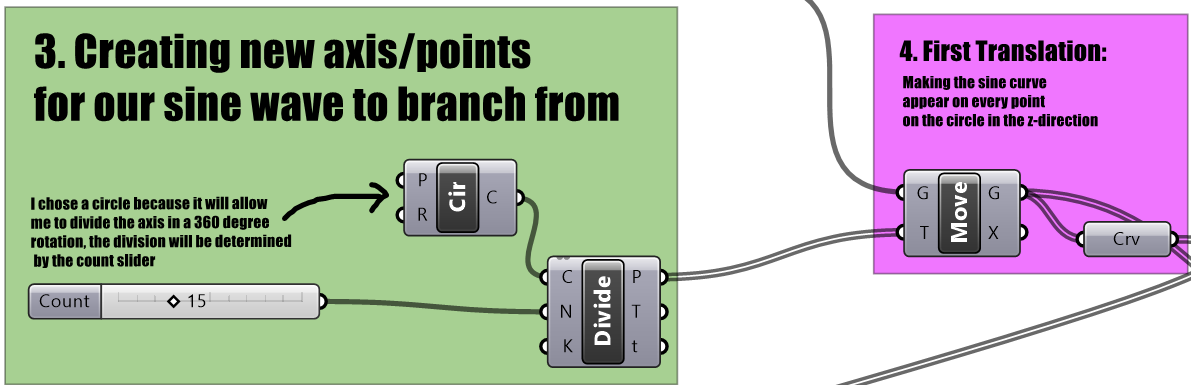 3. Creating new axis/points
for our sine wave to branch from
I chose a circle because it will allow
me to divide the axis in a 360 degree
rotation, the division will be determined
by the count slider
P
R
Cir
C
Count
15
C
N
K
Divide
P
T
t
4. First Translation:
Making the sine curve
appear on every point
on the circle in the z-direction
G
T
Move
G
X
Crv